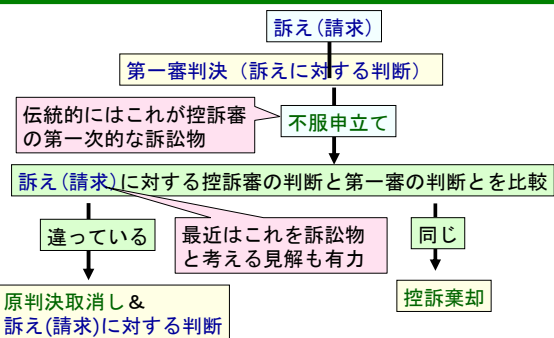 訴え(請求)
第一審判決（訴えに対する判断）
伝統的にはこれが控訴審
の第一次的な訴訟物
不服申立て
訴え(請求)に対する控訴審の判断と第一審の判断とを比較
違っている
最近はこれを訴訟物
と考える見解も有力
同じ
原判決取消し&
訴え(請求)に対する判断
控訴棄却